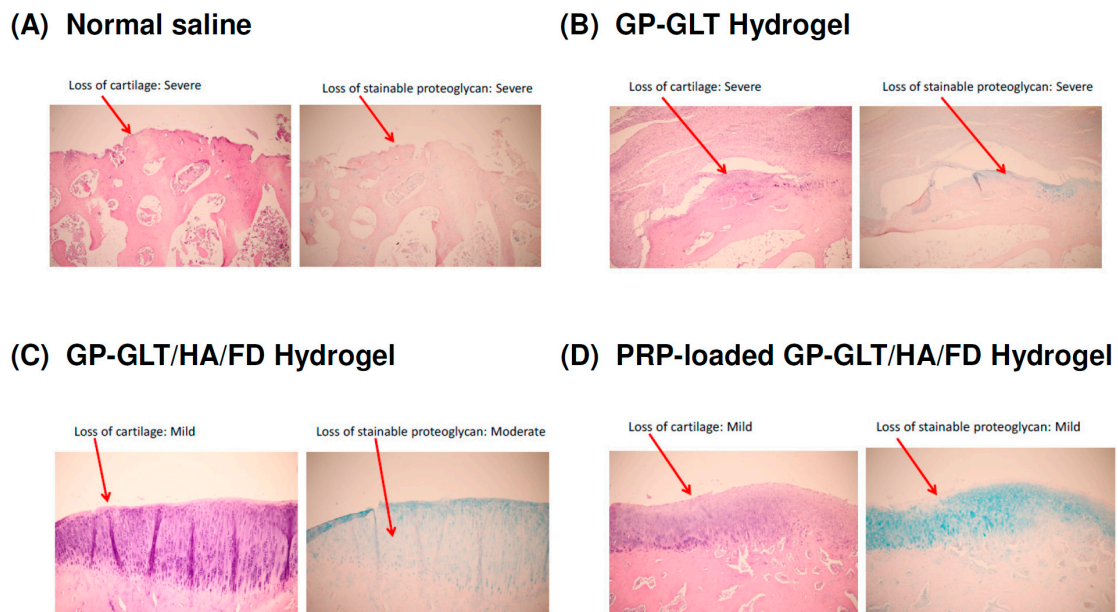 (A) Normal saline
Loss of cartilage: Severe
Loss of stainable proteoglycan: Severe
(B) GP-GLT Hydrogel
Loss of cartilage: Severe
Loss of stainable proteoglycan: Severe
(C) GP-GLT/HA/FD Hydrogel
Loss of cartilage: Mild
Loss of stainable proteoglycan: Moderate
(D) PRP-loaded GP-GLT/HA/FD Hydrogel
Loss of cartilage: Mild
Loss of stainable proteoglycan: Mild